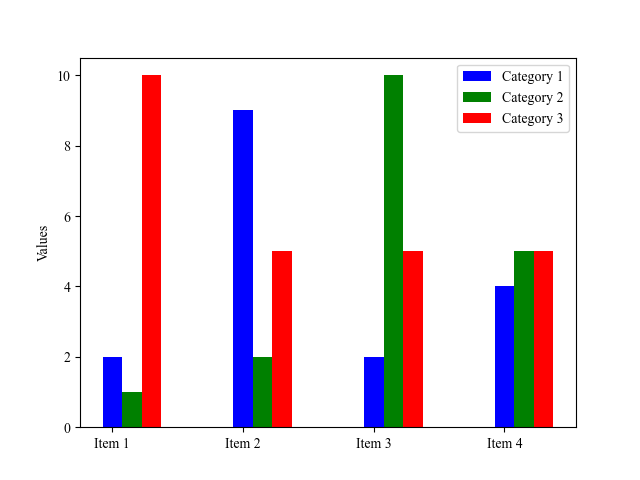 Category 1
Category 2
Category 3
Values
10
8
6
4
2
0
Item 1 Item 2 Item 3 Item 4